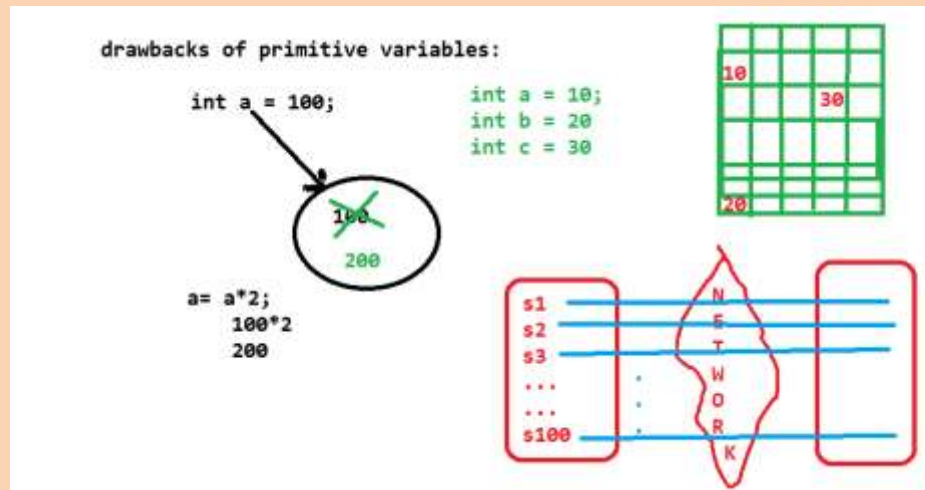 drawbacks of primitive variables:
int a = 100;
100
200
a= a*2;
100*2
200
int a = 10;
int b = 20
int c = 30
10
30
20
s1
s2
s3
...
...
s100
.
.
.
N
E
T
W
O
R
K